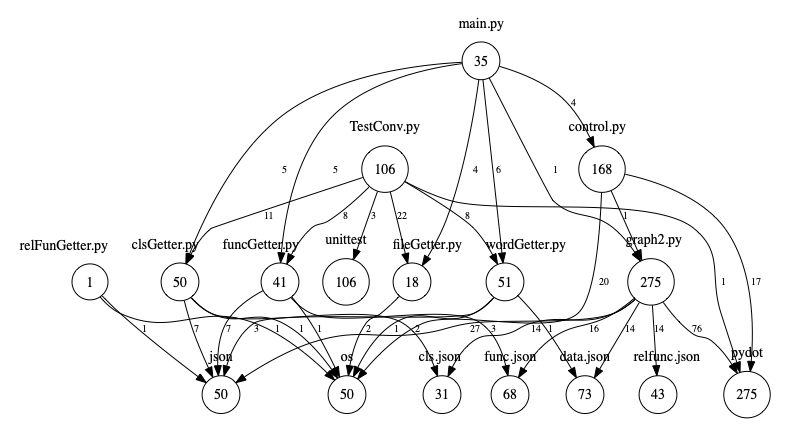 main.py
35
4
TestConv.py
control.py
106
5
5
4
6
1
168
11
8
3
22
8
1
relFunGetter.py
clsGetter.py
funcGetter.py
unittest
fileGetter.py
wordGetter.py
graph2.py
1
50
41
106
18
51
20
275
1
17
1
7
7
3
1
1
1
2
1
2
27
3
14
1
16
14
14
76
json
os
cls.json
func.json
data.json
relfunc.json
pydot
50
50
31
68
73
43
275